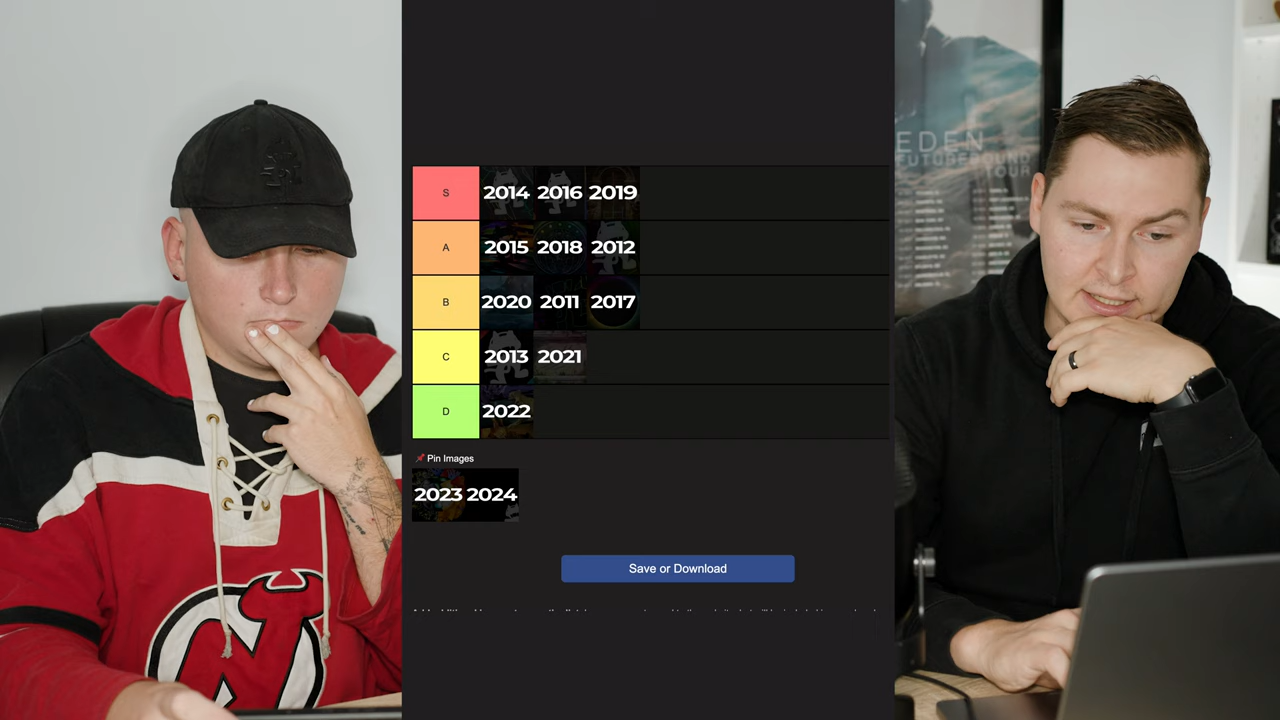 S
2014 2016 2019
A
2015 2018 2012
B
2020 2011 2017
C
2013 2021
D
2022
Pin Images
2023 2024
Save or Download
EDEN
FUTUREBOUND
TOUR